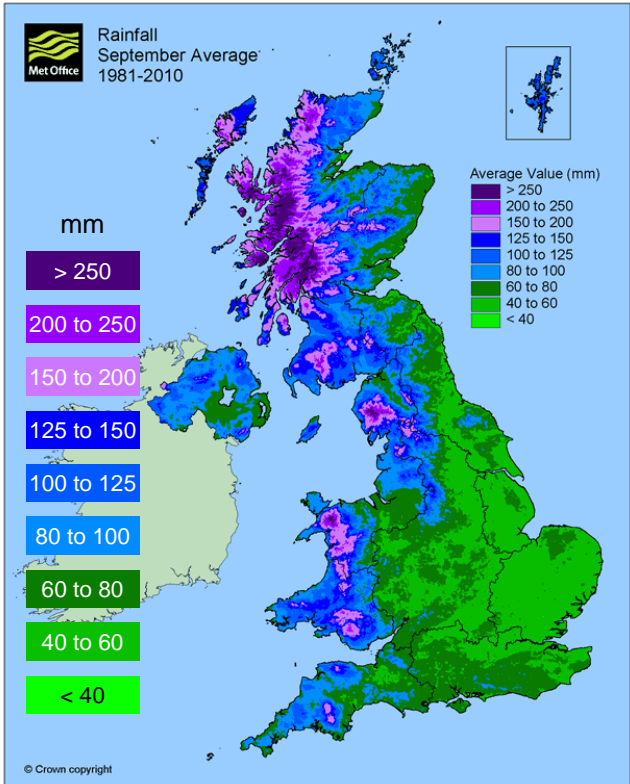 Met Office
Rainfall
September Average
1981-2010
mm
> 250
200 to 250
150 to 200
125 to 150
100 to 125
80 to 100
60 to 80
40 to 60
< 40
Average Value (mm)
> 250
200 to 250
150 to 200
125 to 150
100 to 125
80 to 100
60 to 80
40 to 60
< 40
© Crown copyright